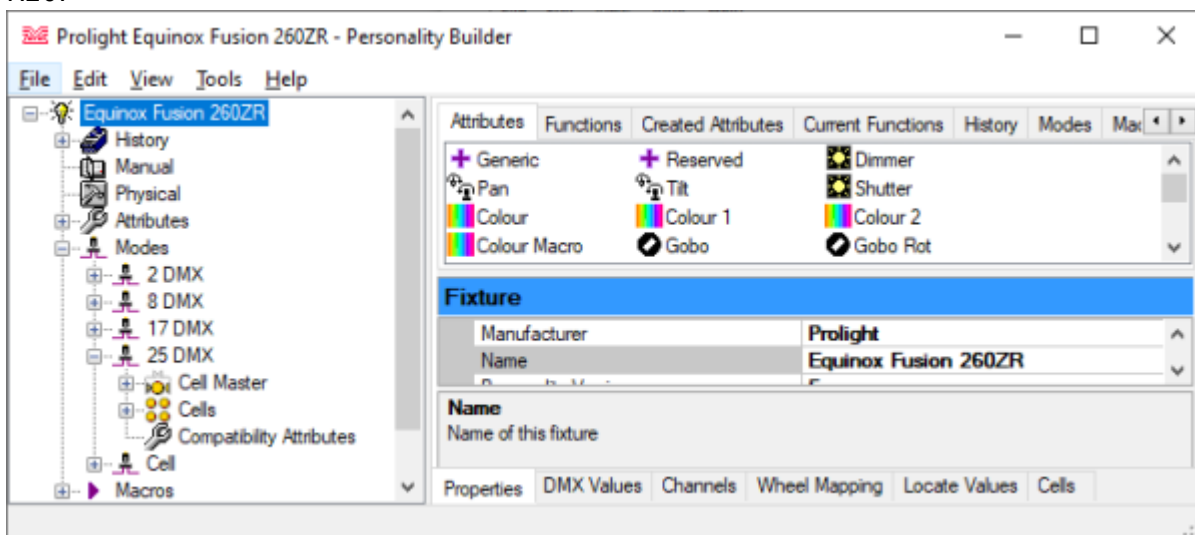 Prolight Equinox Fusion 260ZR - Personality Builder
File Edit View Tools Help
Equinox Fusion 260ZR
History
Manual
Physical
Attributes
Modes
2 DMX
8 DMX
17 DMX
25 DMX
Cell Master
Cells
Compatibility Attributes
Cell
Macros
Attributes Functions Created Attributes Current Functions History Modes
Generic Reserved Dimmer
Pan Tilt Shutter
Colour Colour 1 Colour 2
Colour Macro Gobo Gobo Rot
Fixture
Manufacturer Prolight
Name Equinox Fusion 260ZR
Name
Name of this fixture
Properties DMX Values Channels Wheel Mapping Locate Values Cells